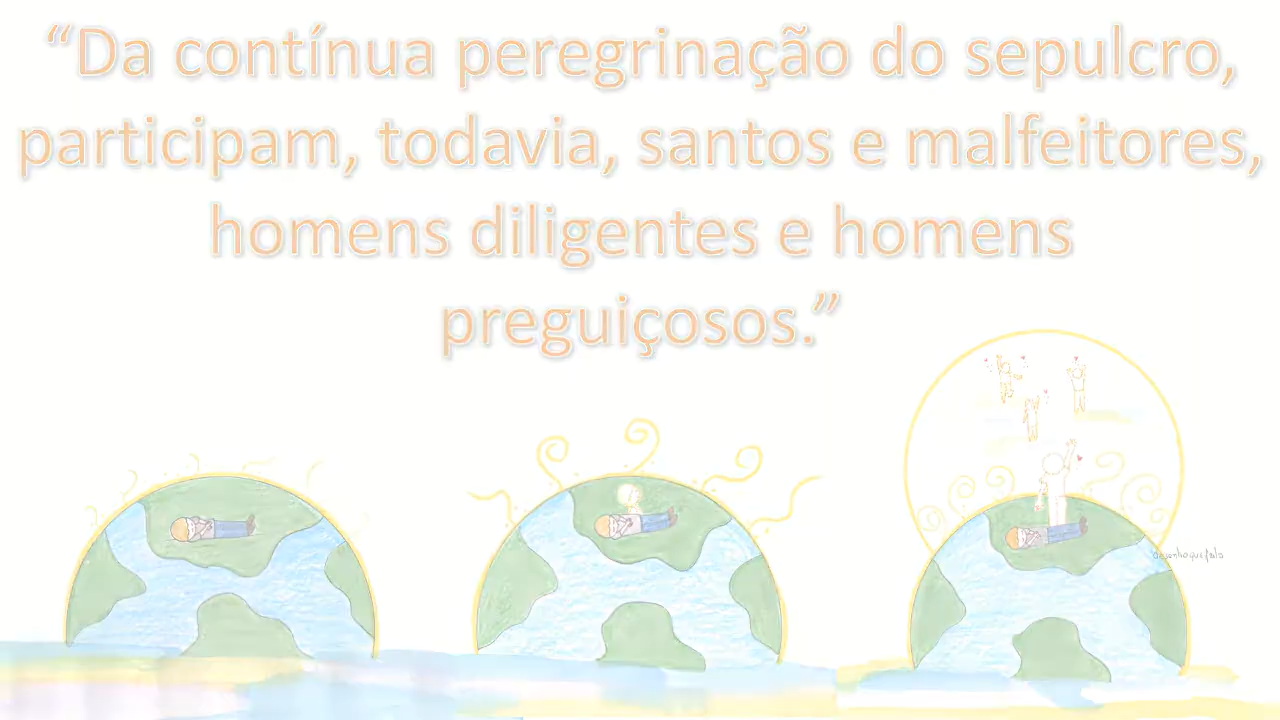 “Da contínua peregrinação do sepulcro,
participam, todavia, santos e malfeitores,
homens diligentes e homens
preguiçosos.”
desenhoquefala